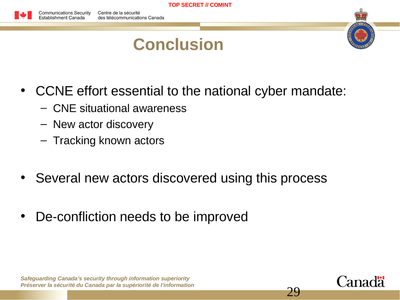 TOP SECRET // COMINT
Communications Security Centre de la sécurité
Establishment Canada des télécommunications Canada
Conclusion
• CCNE effort essential to the national cyber mandate:
– CNE situational awareness
– New actor discovery
– Tracking known actors
• Several new actors discovered using this process
• De-confliction needs to be improved
Safeguarding Canada's security through information superiority
Préserver la sécurité du Canada par la supériorité de l'information
Canada
29